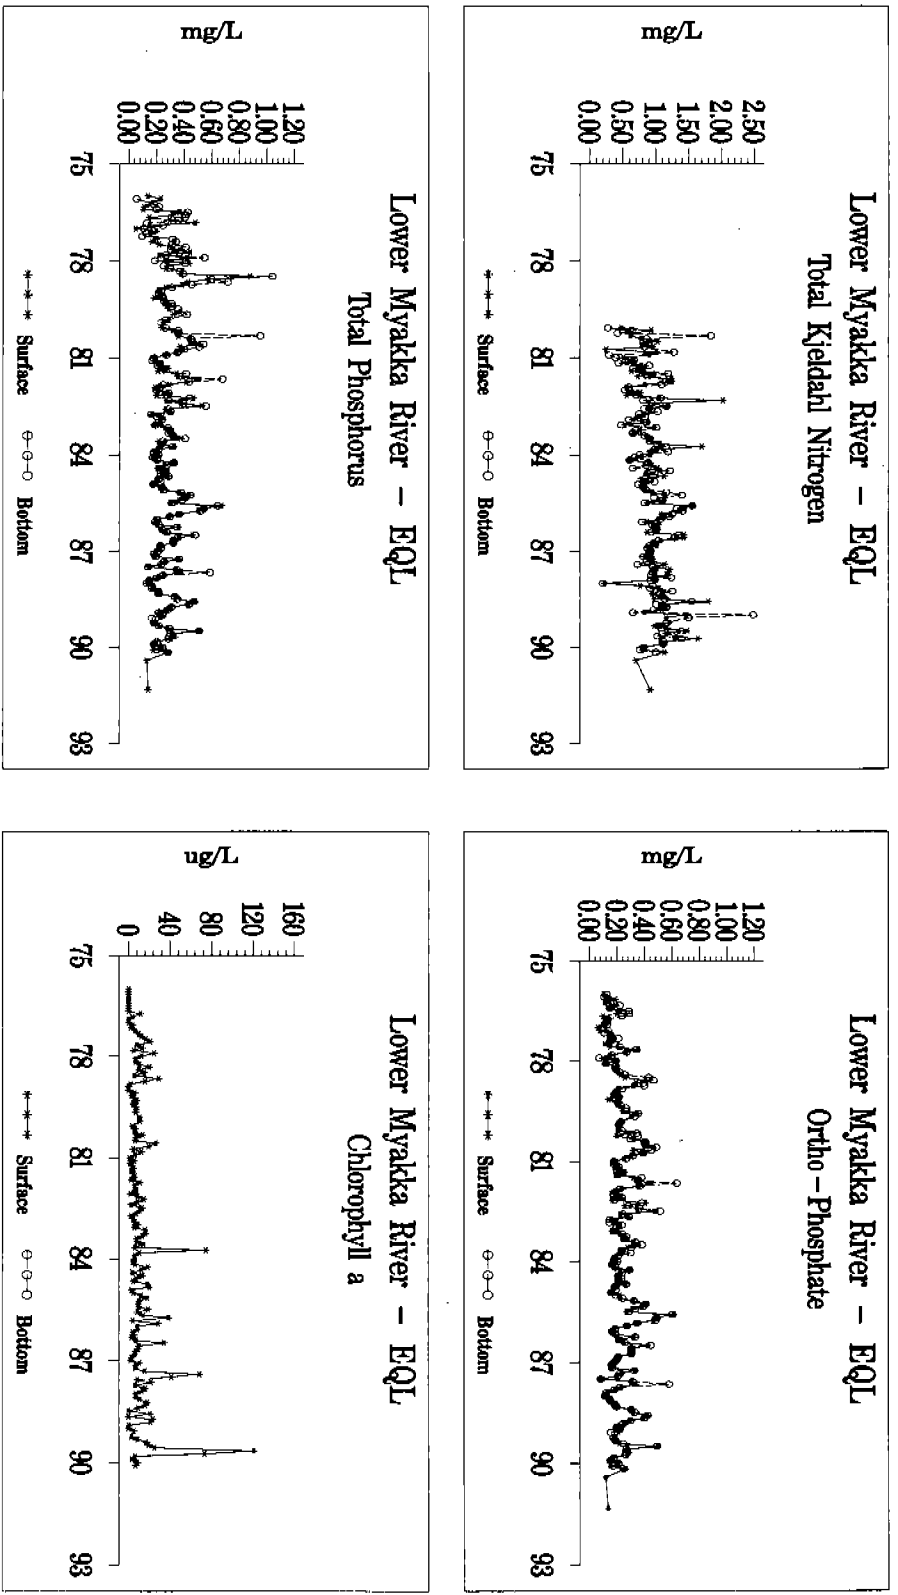 Lower Myakka River - EQL
Total Kjeldahl Nitrogen
mg/L
2.50
2.00
1.50
1.00
0.50
0.00
75 78 81 84 87 90 93
Surface Bottom
Lower Myakka River - EQL
Ortho-Phosphate
mg/L
1.20
1.00
0.80
0.60
0.40
0.20
0.00
75 78 81 84 87 90 93
Surface Bottom
Lower Myakka River - EQL
Total Phosphorus
mg/L
1.20
1.00
0.80
0.60
0.40
0.20
0.00
75 78 81 84 87 90 93
Surface Bottom
Lower Myakka River - EQL
Chlorophyll a
ug/L
160
120
80
40
0
75 78 81 84 87 90 93
Surface Bottom